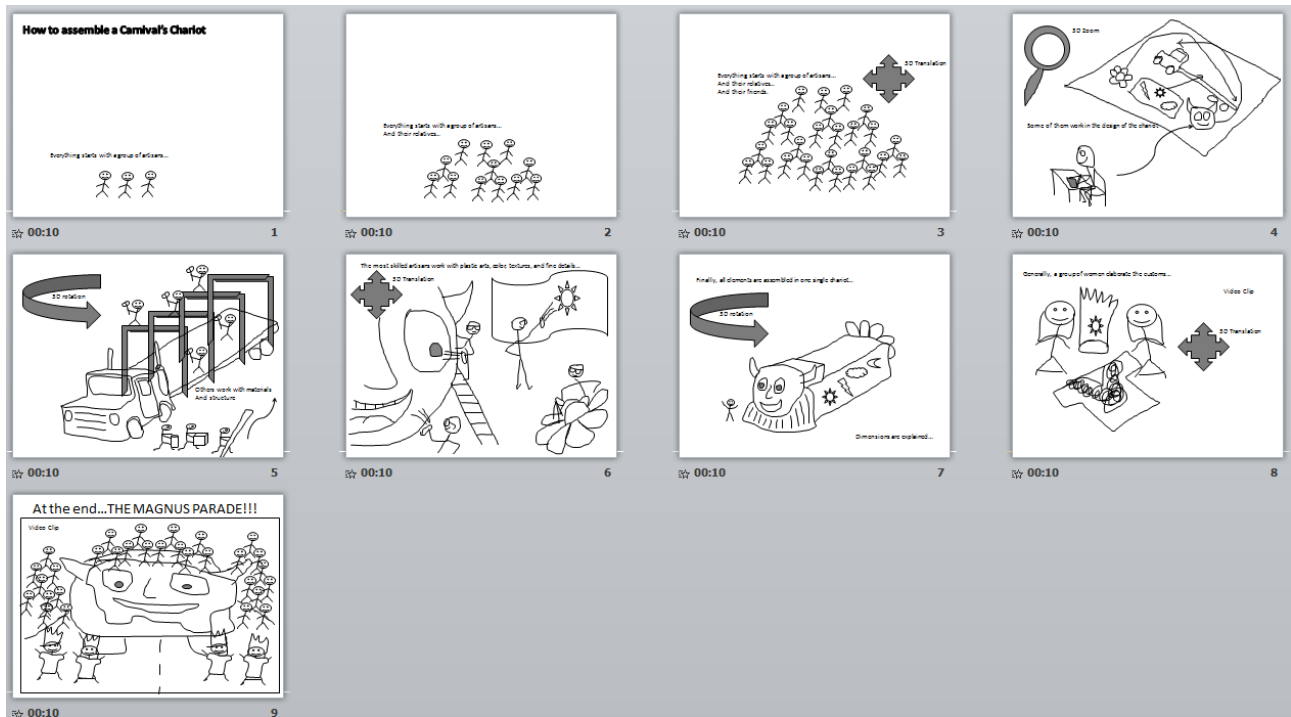 How to assemble a Carnival's Chariot
Everything starts with a group of artisans...
00:10
1
Everything starts with a group of artisans...
And their relatives...
00:10
2
Everything starts with a group of artisans...
And their relatives...
And their friends.
3D Translation
00:10
3
3D Zoom
Some of them work in the design of the chariot
00:10
4
3D rotation
Others work with materials
And structure
00:10
5
The most skilled artisans work with plastic arts, color, textures, and fine details...
3D Translation
00:10
6
Finally, all elements are assembled in one single chariot...
3D rotation
Dimensions are explained...
00:10
7
Generally, a group of women elaborate the customs...
Video Clip
3D Translation
00:10
8
At the end...THE MAGNUS PARADE!!!
Video Clip
00:10
9